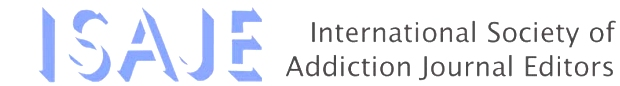 ISAJE
International Society of
Addiction Journal Editors